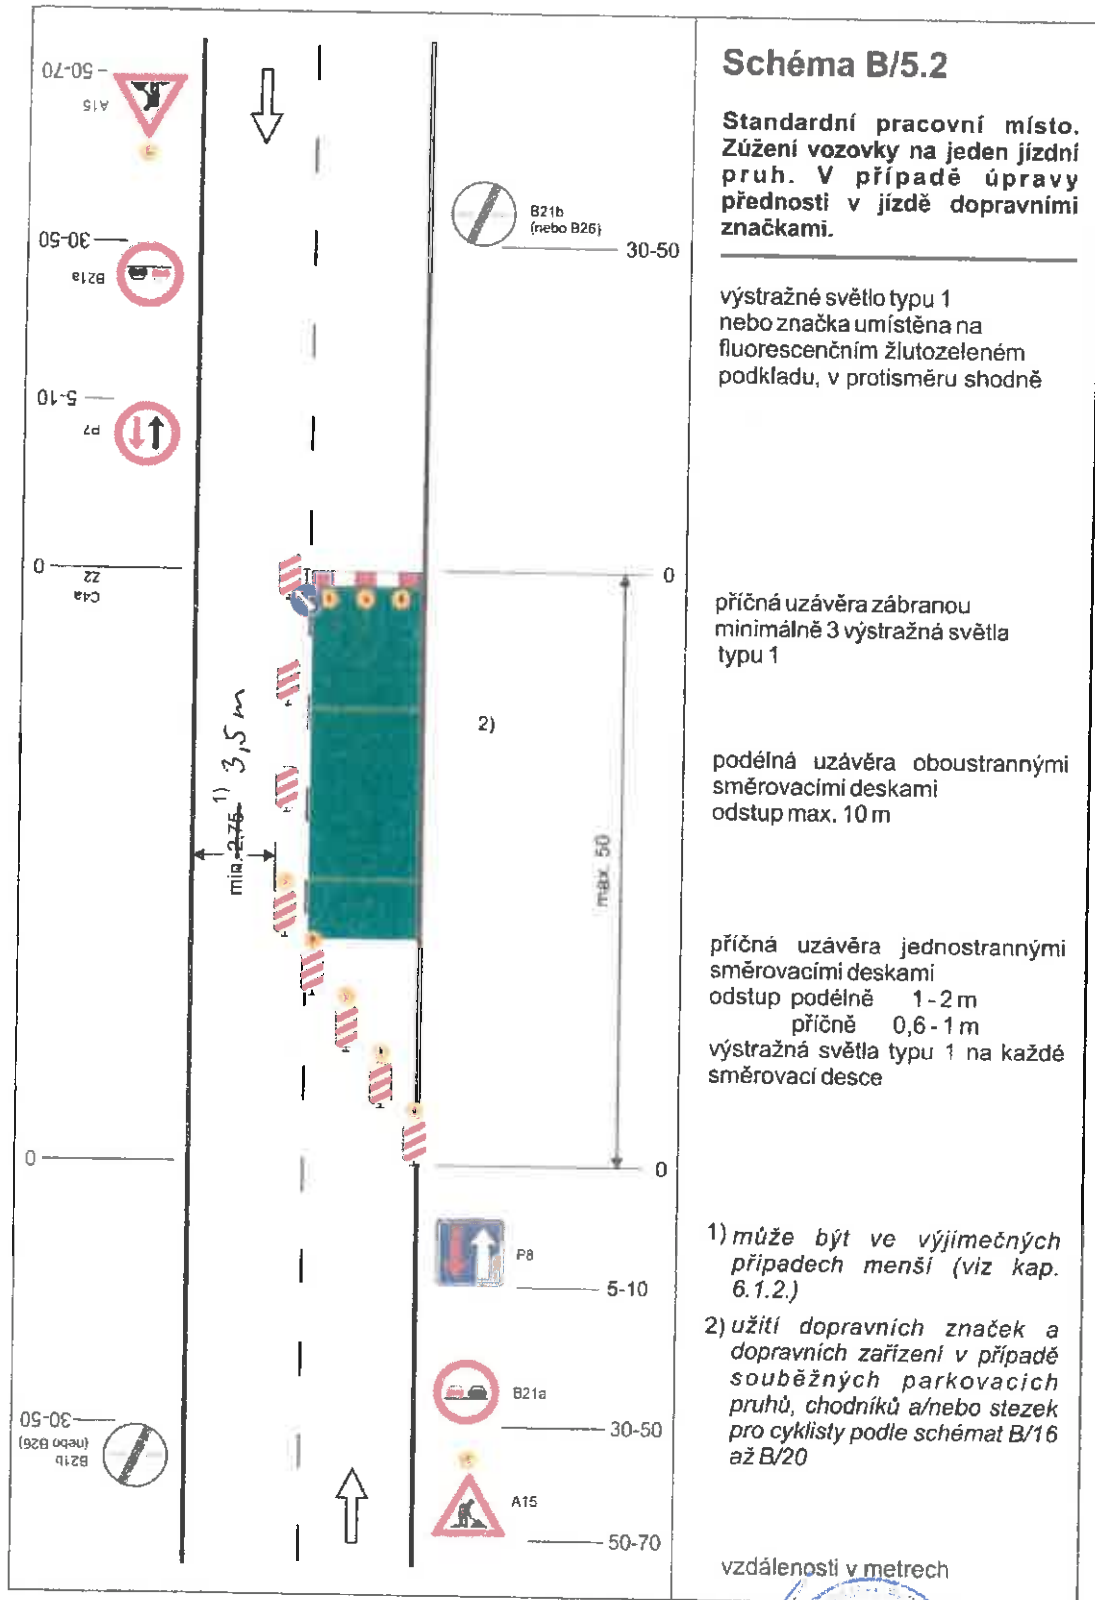 Schéma B/5.2
Standardní pracovní místo.
Zúžení vozovky na jeden jízdní
pruh. V případě úpravy
přednosti v jízdě dopravními
značkami.
výstražné světlo typu 1
nebo značka umístěna na
fluorescenčním žlutozeleném
podkladu, v protisměru shodně
příčná uzávěra zábranou
minimálně 3 výstražná světla
typu 1
podélná uzávěra oboustrannými
směrovacími deskami
odstup max. 10 m
příčná uzávěra jednostrannými
směrovacími deskami
odstup podélně 1-2 m
příčně 0,6-1 m
výstražná světla typu 1 na každé
směrovací desce
1) může být ve výjimečných
případech menší (viz kap.
6.1.2.)
2) užití dopravních značek a
dopravních zařízení v případě
souběžných parkovacích
pruhů, chodníků a/nebo stezek
pro cyklisty podle schémat B/16
až B/20
vzdálenosti v metrech
50-70
A15
30-50
B21a
5-10
P7
0
Z2
C4a
0
30-50
B21b
(nebo B26)
B21b
(nebo B26)
30-50
0
2)
min. 2,75 1) 3,5 m
max. 50
0
P8
5-10
B21a
30-50
A15
50-70